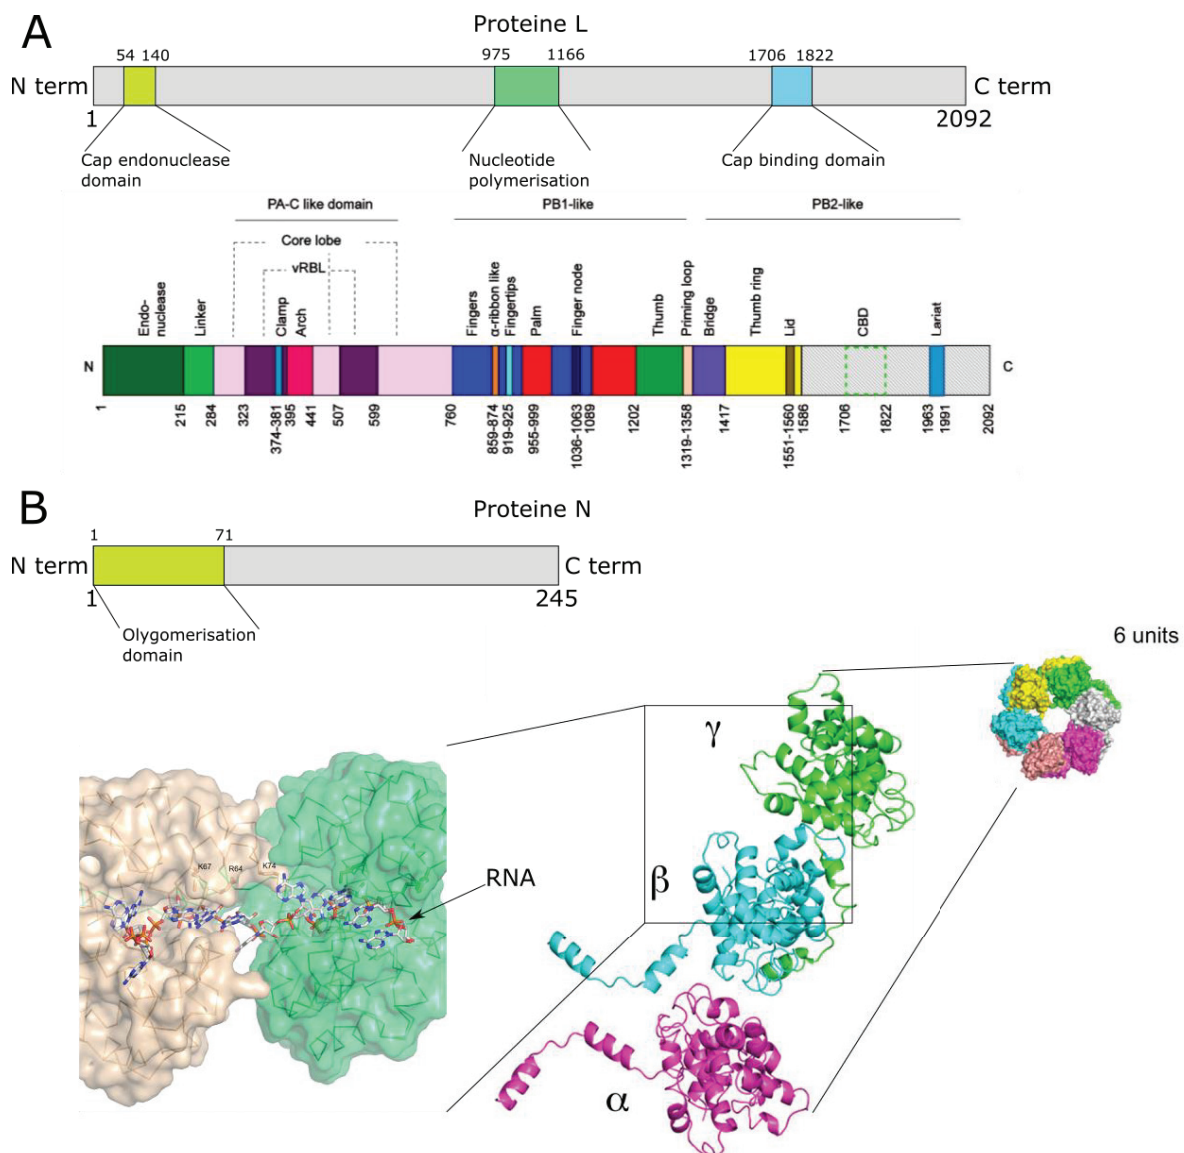 A
Proteine L
54 140
975 1166
1706 1822
N term
C term
1
2092
Cap endonuclease
domain
Nucleotide
polymerisation
Cap binding domain
PA-C like domain
PB1-like
PB2-like
Core lobe
vRBL
Endo-
nuclease
Linker
Clamp
Arch
Fingers
α-ribbon like
Fingertips
Palm
Finger node
Thumb
Priming loop
Bridge
Thumb ring
Lid
CBD
Lariat
N
C
1
215
284
323
374-381
395
441
507
599
760
859-874
919-925
955-999
1036-1063
1089
1202
1319-1358
1417
1551-1560
1586
1706
1822
1963
1991
2092
B
Proteine N
1
71
N term
C term
1
245
Olygomerisation
domain
6 units
γ
β
α
K67
R64
K74
RNA